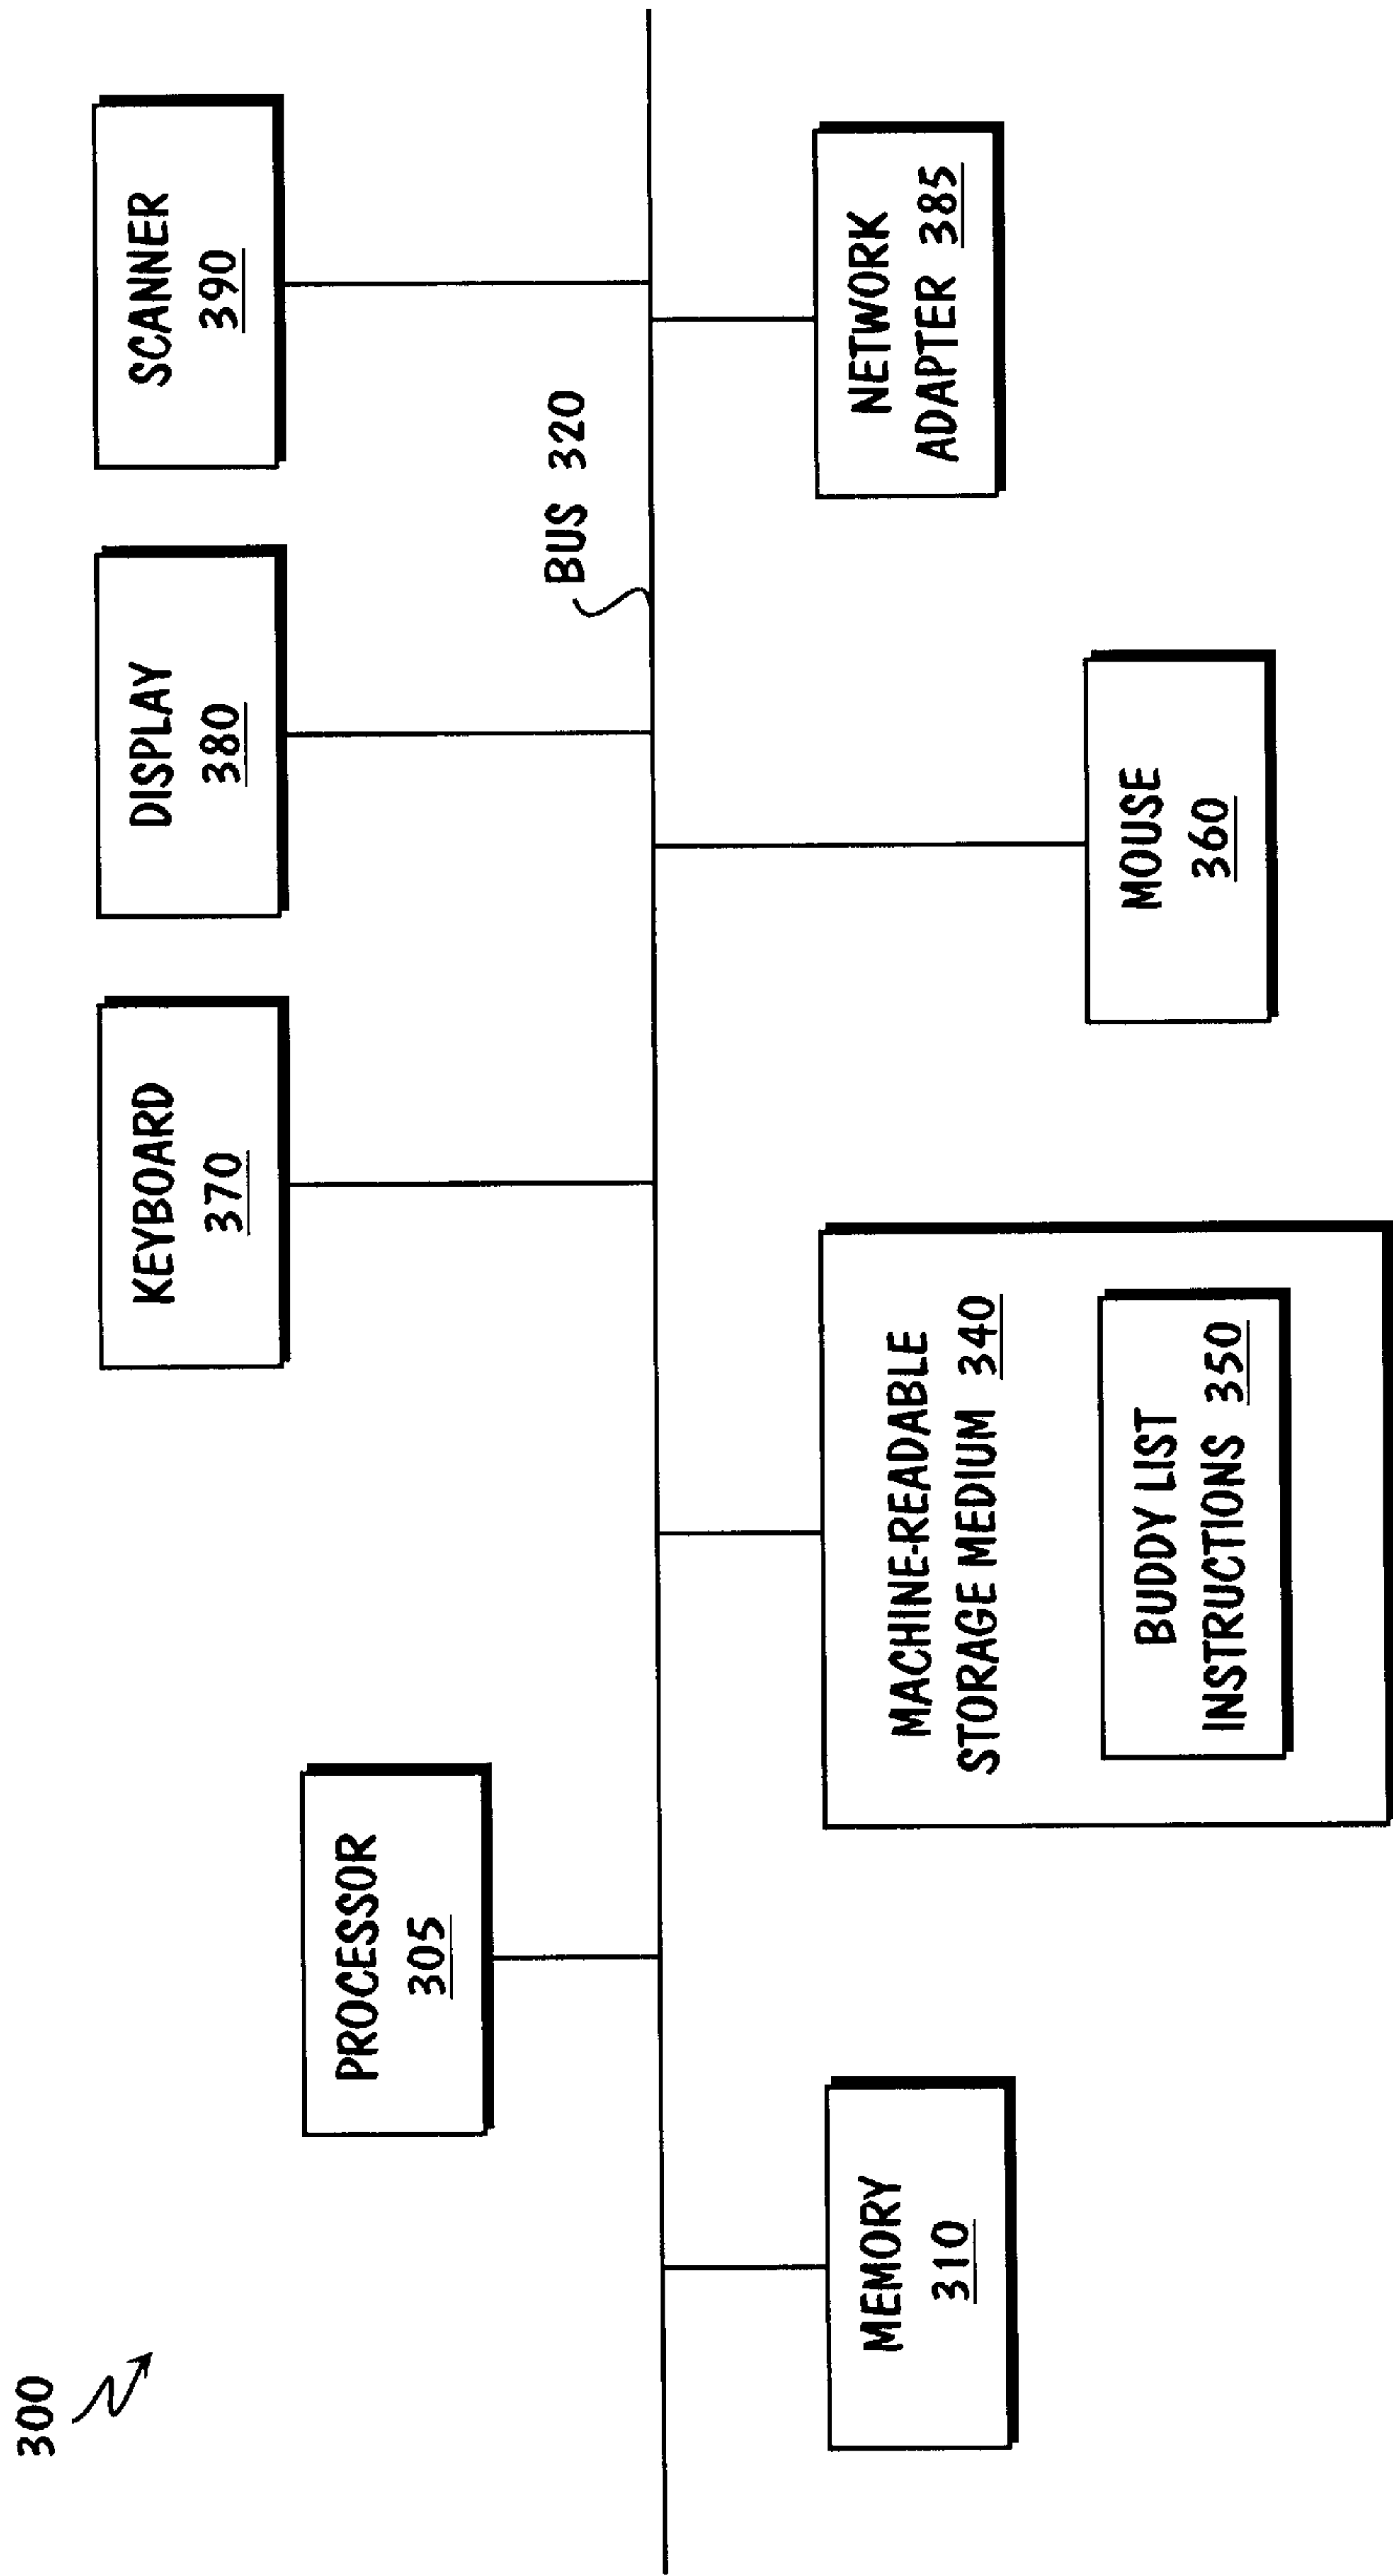 300
KEYBOARD
370
DISPLAY
380
SCANNER
390
PROCESSOR
305
BUS 320
MEMORY
310
MACHINE-READABLE
STORAGE MEDIUM 340
BUDDY LIST
INSTRUCTIONS 350
MOUSE
360
NETWORK
ADAPTER 385